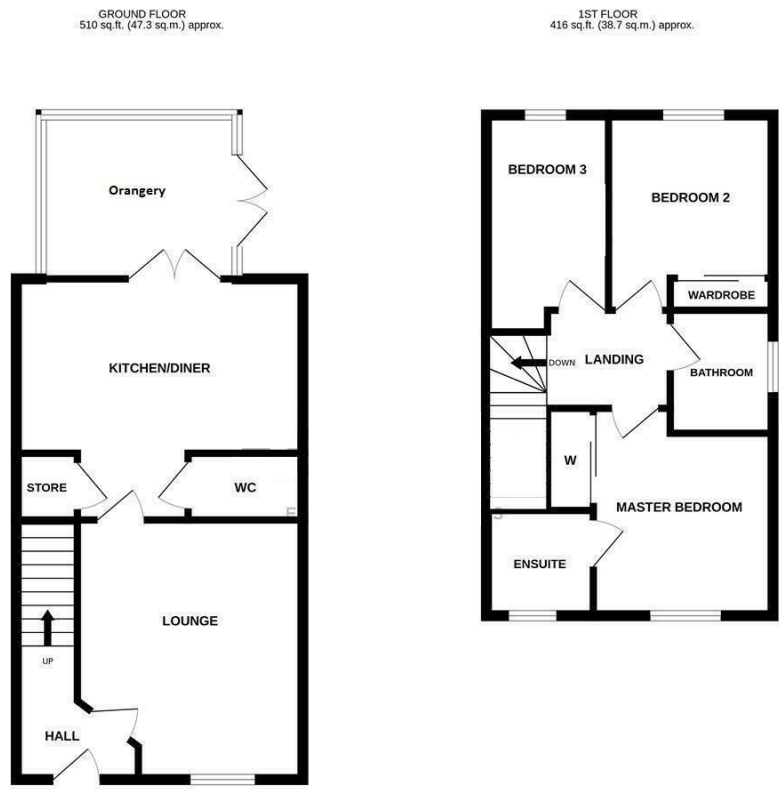 GROUND FLOOR
510 sq.ft. (47.3 sq.m.) approx.
1ST FLOOR
416 sq.ft. (38.7 sq.m.) approx.
Orangery
KITCHEN/DINER
STORE
WC
LOUNGE
UP
HALL
BEDROOM 3
BEDROOM 2
WARDROBE
DOWN
LANDING
BATHROOM
W
MASTER BEDROOM
ENSUITE